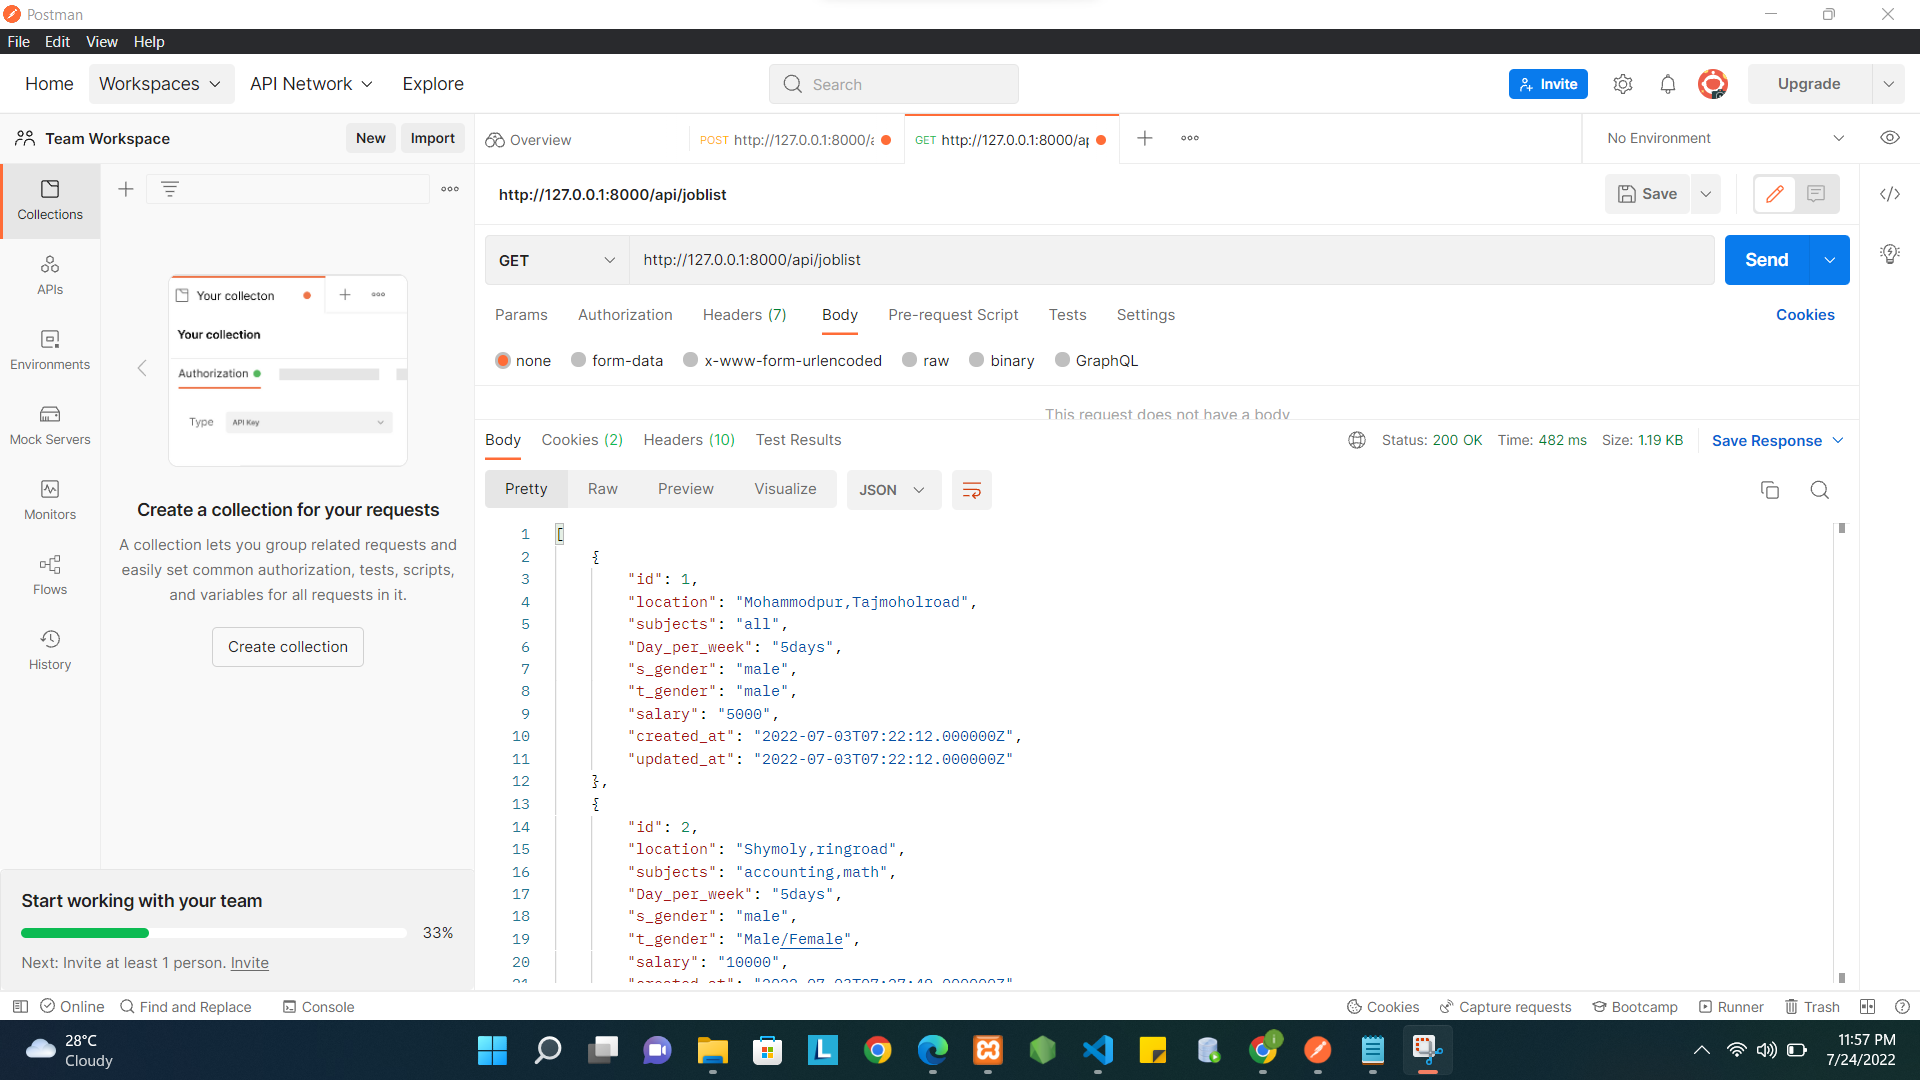 Postman
File Edit View Help
Home Workspaces API Network Explore Search Invite Upgrade
Team Workspace New Import Overview POST http://127.0.0.1:8000/a GET http://127.0.0.1:8000/ap No Environment
http://127.0.0.1:8000/api/joblist Save
GET http://127.0.0.1:8000/api/joblist Send
Params Authorization Headers (7) Body Pre-request Script Tests Settings Cookies
none form-data x-www-form-urlencoded raw binary GraphQL
This request does not have a body
Body Cookies (2) Headers (10) Test Results Status: 200 OK Time: 482 ms Size: 1.19 KB Save Response
Pretty Raw Preview Visualize JSON
1 [
2 {
3 "id": 1,
4 "location": "Mohammodpur,Tajmoholroad",
5 "subjects": "all",
6 "Day_per_week": "5days",
7 "s_gender": "male",
8 "t_gender": "male",
9 "salary": "5000",
10 "created_at": "2022-07-03T07:22:12.000000Z",
11 "updated_at": "2022-07-03T07:22:12.000000Z"
12 },
13 {
14 "id": 2,
15 "location": "Shymoly,ringroad",
16 "subjects": "accounting,math",
17 "Day_per_week": "5days",
18 "s_gender": "male",
19 "t_gender": "Male/Female",
20 "salary": "10000",
21 "created_at": "2022-07-03T07:27:49.000000Z"
Collections
APIs
Environments
Mock Servers
Monitors
Flows
History
Your collecton
Your collection
Authorization
Type API Key
Create a collection for your requests
A collection lets you group related requests and
easily set common authorization, tests, scripts,
and variables for all requests in it.
Create collection
Start working with your team
33%
Next: Invite at least 1 person. Invite
Online Find and Replace Console Cookies Capture requests Bootcamp Runner Trash
28°C
Cloudy
L
11:57 PM
7/24/2022